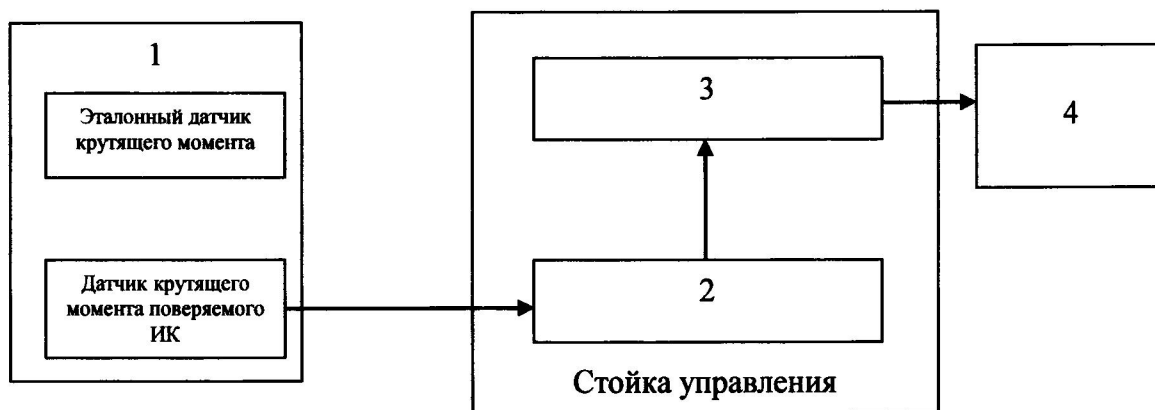 1
Эталонный датчик
крутящего момента
Датчик крутящего
момента поверяемого
ИК
3
2
Стойка управления
4